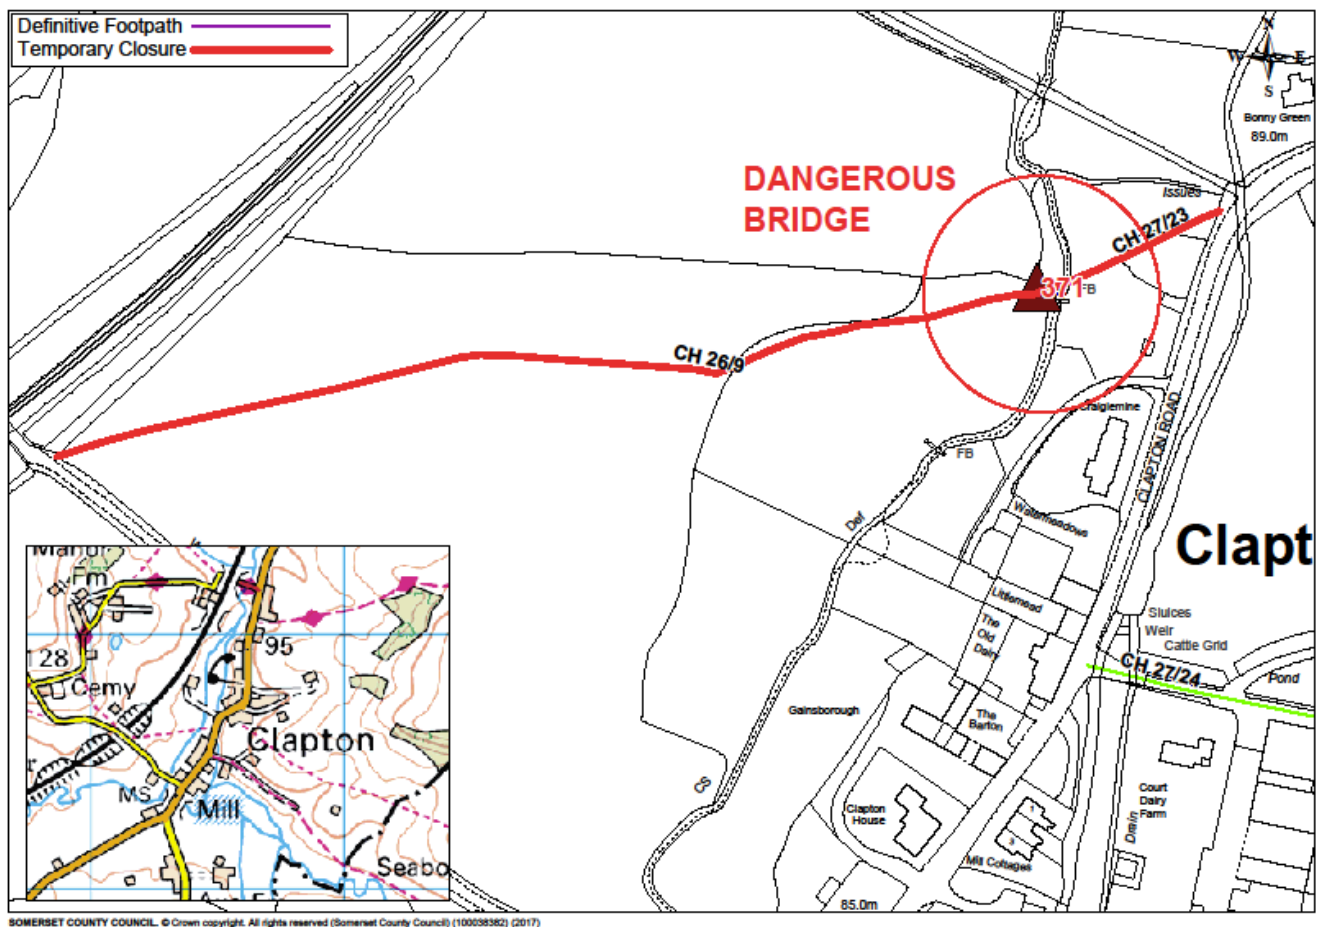 Definitive Footpath
Temporary Closure
N
W
E
S
Bonny Green
89.0m
DANGEROUS
BRIDGE
Issues
CH 27/23
371
FB
CH 26/9
Craiglemine
CLAPTON ROAD
FB
Def
Watermeadows
Clapt
Littlemead
The
Old
Dairy
Sluices
Weir
Cattle Grid
CH 27/24
Pond
Gainsborough
The
Barton
CS
Clapton
House
1
3
Mill Cottages
Court
Dairy
Farm
Drain
85.0m
Manor
Fm
128
95
Cemy
Clapton
MS
Mill
Seabo
SOMERSET COUNTY COUNCIL. © Crown copyright. All rights reserved (Somerset County Council) (100038382) (2017)